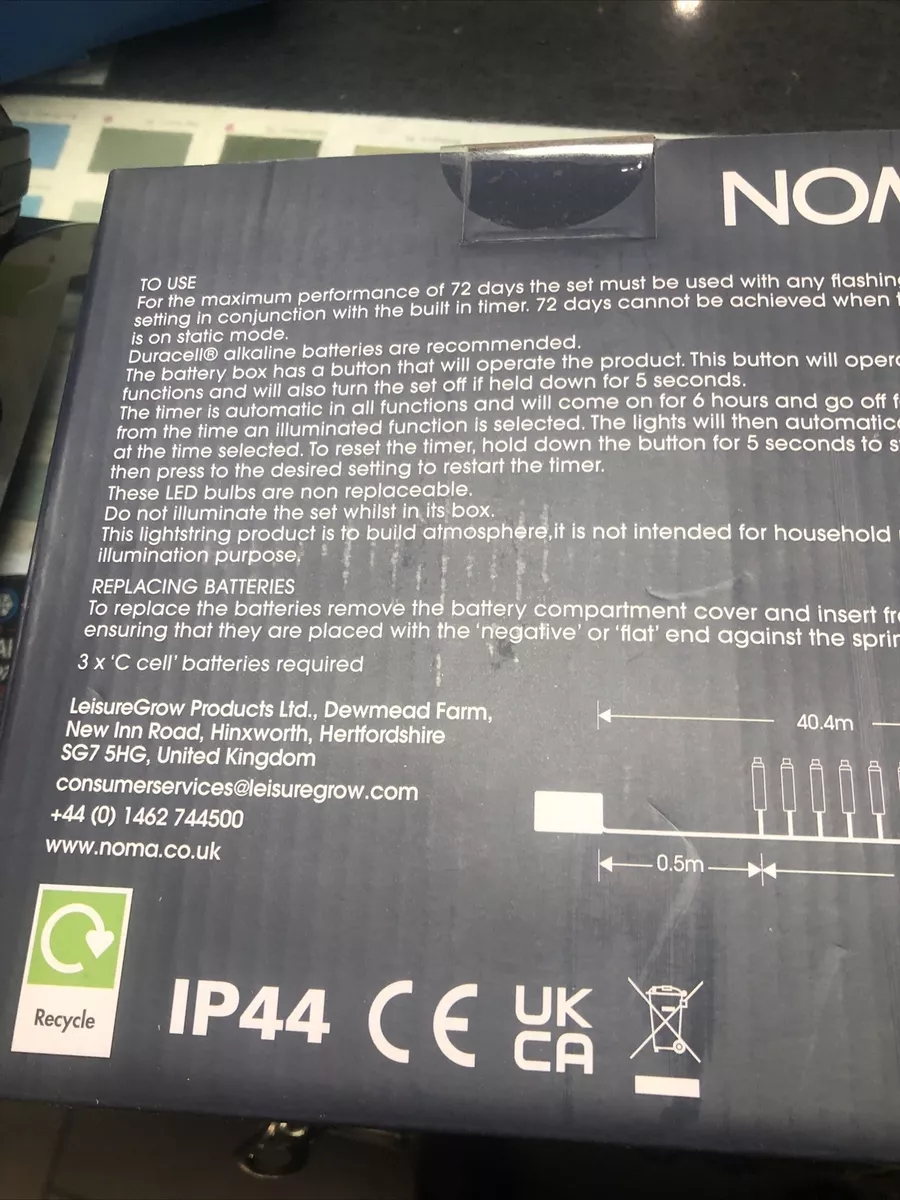 NOM
TO USE
For the maximum performance of 72 days the set must be used with any flashing
setting in conjunction with the built in timer. 72 days cannot be achieved when
is on static mode.
Duracell® alkaline batteries are recommended.
The battery box has a button that will operate the product. This button will opera
functions and will also turn the set off if held down for 5 seconds.
The timer is automatic in all functions and will come on for 6 hours and go off f
from the time an illuminated function is selected. The lights will then automatica
at the time selected. To reset the timer, hold down the button for 5 seconds to s
then press to the desired setting to restart the timer.
These LED bulbs are non replaceable.
Do not illuminate the set whilst in its box.
This lightstring product is to build atmosphere,it is not intended for household
illumination purpose.
REPLACING BATTERIES
To replace the batteries remove the battery compartment cover and insert fr
ensuring that they are placed with the 'negative' or 'flat' end against the sprin
3 x 'C cell' batteries required
LeisureGrow Products Ltd., Dewmead Farm,
New Inn Road, Hinxworth, Hertfordshire
SG7 5HG, United Kingdom
consumerservices@leisuregrow.com
+44 (0) 1462 744500
www.noma.co.uk
40.4m
0.5m
Recycle
IP44 CE UK
CA